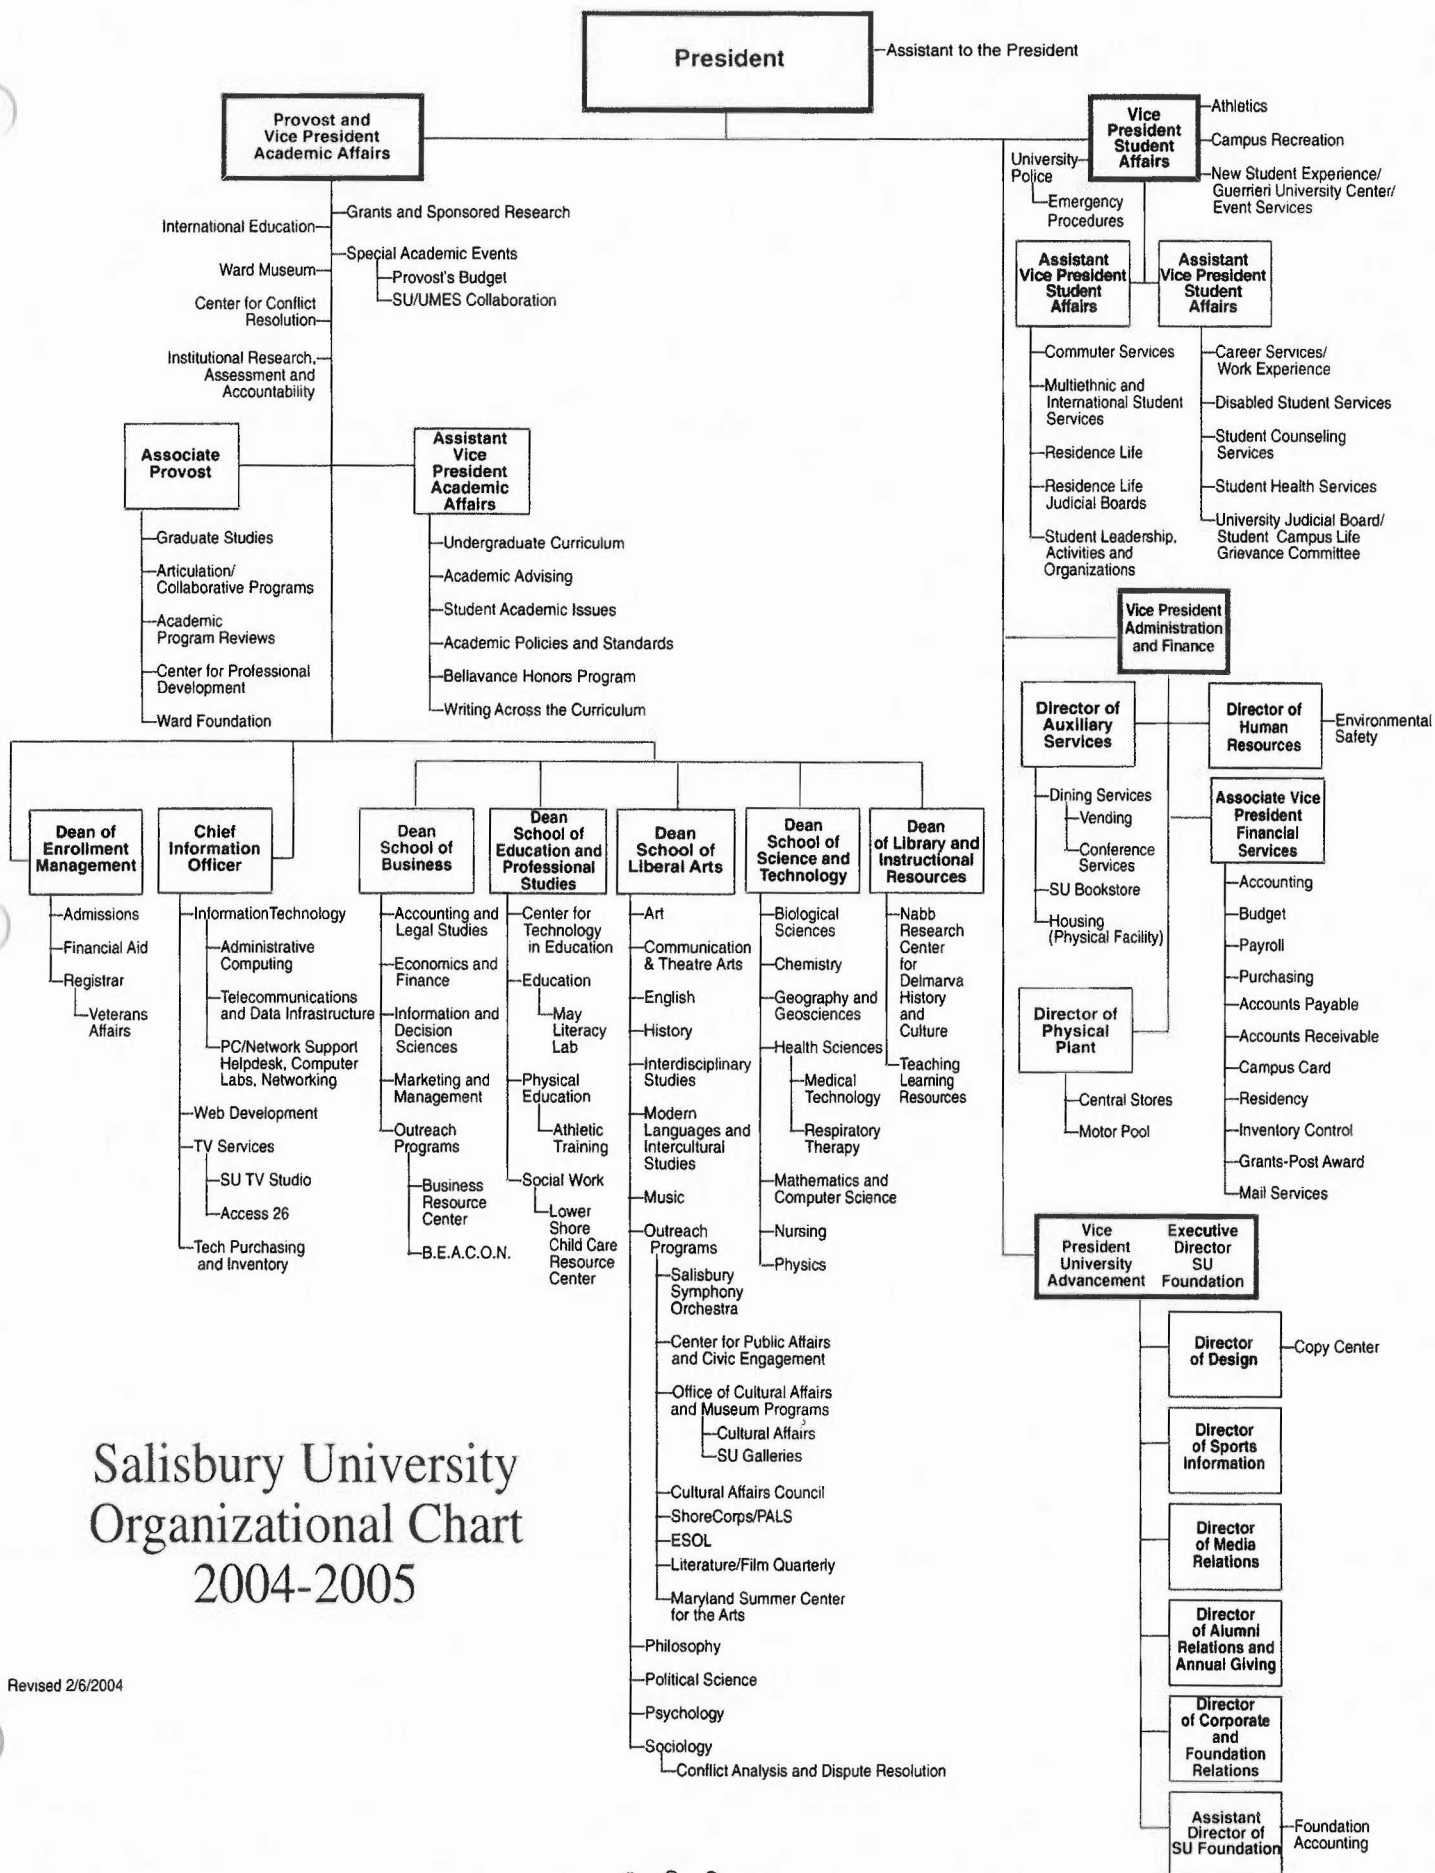 President
Assistant to the President
Provost and
Vice President
Academic Affairs
International Education
Ward Museum
Center for Conflict
Resolution
Institutional Research,
Assessment and
Accountability
Grants and Sponsored Research
Special Academic Events
Provost's Budget
SU/UMES Collaboration
Associate
Provost
Graduate Studies
Articulation/
Collaborative Programs
Academic
Program Reviews
Center for Professional
Development
Ward Foundation
Assistant
Vice
President
Academic
Affairs
Undergraduate Curriculum
Academic Advising
Student Academic Issues
Academic Policies and Standards
Bellavance Honors Program
Writing Across the Curriculum
Vice
President
Student
Affairs
Athletics
Campus Recreation
New Student Experience/
Guerrieri University Center/
Event Services
University
Police
Emergency
Procedures
Assistant
Vice President
Student
Affairs
Commuter Services
Multiethnic and
International Student
Services
Residence Life
Residence Life
Judicial Boards
Student Leadership,
Activities and
Organizations
Assistant
Vice President
Student
Affairs
Career Services/
Work Experience
Disabled Student Services
Student Counseling
Services
Student Health Services
University Judicial Board/
Student Campus Life
Grievance Committee
Vice President
Administration
and Finance
Director of
Auxiliary
Services
Dining Services
Vending
Conference
Services
SU Bookstore
Housing
(Physical Facility)
Director of
Human
Resources
Environmental
Safety
Associate Vice
President
Financial
Services
Accounting
Budget
Payroll
Purchasing
Accounts Payable
Accounts Receivable
Campus Card
Residency
Inventory Control
Grants-Post Award
Mail Services
Director of
Physical
Plant
Central Stores
Motor Pool
Dean of
Enrollment
Management
Admissions
Financial Aid
Registrar
Veterans
Affairs
Chief
Information
Officer
Information Technology
Administrative
Computing
Telecommunications
and Data Infrastructure
PC/Network Support
Helpdesk, Computer
Labs, Networking
Web Development
TV Services
SU TV Studio
Access 26
Tech Purchasing
and Inventory
Dean
School of
Business
Accounting and
Legal Studies
Economics and
Finance
Information and
Decision
Sciences
Marketing and
Management
Outreach
Programs
Business
Resource
Center
B.E.A.C.O.N.
Dean
School of
Education and
Professional
Studies
Center for
Technology
in Education
Education
May
Literacy
Lab
Physical
Education
Athletic
Training
Social Work
Lower
Shore
Child Care
Resource
Center
Dean
School of
Liberal Arts
Art
Communication
& Theatre Arts
English
History
Interdisciplinary
Studies
Modern
Languages and
Intercultural
Studies
Music
Outreach
Programs
Salisbury
Symphony
Orchestra
Center for Public Affairs
and Civic Engagement
Office of Cultural Affairs
and Museum Programs
Cultural Affairs
SU Galleries
Cultural Affairs Council
ShoreCorps/PALS
ESOL
Literature/Film Quarterly
Maryland Summer Center
for the Arts
Philosophy
Political Science
Psychology
Sociology
Conflict Analysis and Dispute Resolution
Dean
School of
Science and
Technology
Biological
Sciences
Chemistry
Geography and
Geosciences
Health Sciences
Medical
Technology
Respiratory
Therapy
Mathematics and
Computer Science
Nursing
Physics
Dean
of Library and
Instructional
Resources
Nabb
Research
Center
for
Delmarva
History
and
Culture
Teaching
Learning
Resources
Vice
President
University
Advancement
Executive
Director
SU
Foundation
Director
of Design
Copy Center
Director
of Sports
Information
Director
of Media
Relations
Director
of Alumni
Relations and
Annual Giving
Director
of Corporate
and
Foundation
Relations
Assistant
Director of
SU Foundation
Foundation
Accounting
Salisbury University
Organizational Chart
2004-2005
Revised 2/6/2004